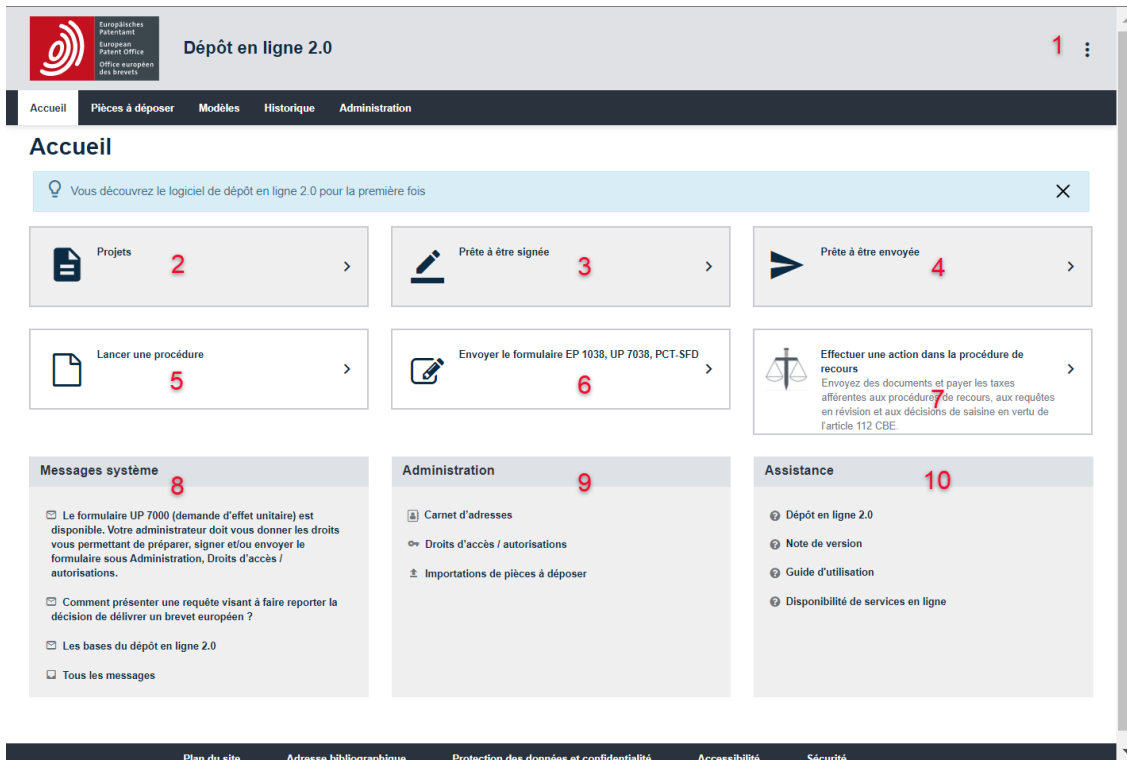 Europäisches
Patentamt
European
Patent Office
Office européen
des brevets
Dépôt en ligne 2.0
1
Accueil
Pièces à déposer
Modèles
Historique
Administration
Accueil
Vous découvrez le logiciel de dépôt en ligne 2.0 pour la première fois
Projets
2
Prête à être signée
3
Prête à être envoyée
4
Lancer une procédure
5
Envoyer le formulaire EP 1038, UP 7038, PCT-SFD
6
Effectuer une action dans la procédure de
recours
Envoyez des documents et payer les taxes
afférentes aux procédures de recours, aux requêtes
en révision et aux décisions de saisine en vertu de
l'article 112 CBE.
7
Messages système
8
Le formulaire UP 7000 (demande d'effet unitaire) est
disponible. Votre administrateur doit vous donner les droits
vous permettant de préparer, signer et/ou envoyer le
formulaire sous Administration, Droits d'accès /
autorisations.
Comment présenter une requête visant à faire reporter la
décision de délivrer un brevet européen ?
Les bases du dépôt en ligne 2.0
Tous les messages
Administration
9
Carnet d'adresses
Droits d'accès / autorisations
Importations de pièces à déposer
Assistance
10
Dépôt en ligne 2.0
Note de version
Guide d'utilisation
Disponibilité de services en ligne
Plan du site
Adresse bibliographique
Protection des données et confidentialité
Accessibilité
Sécurité